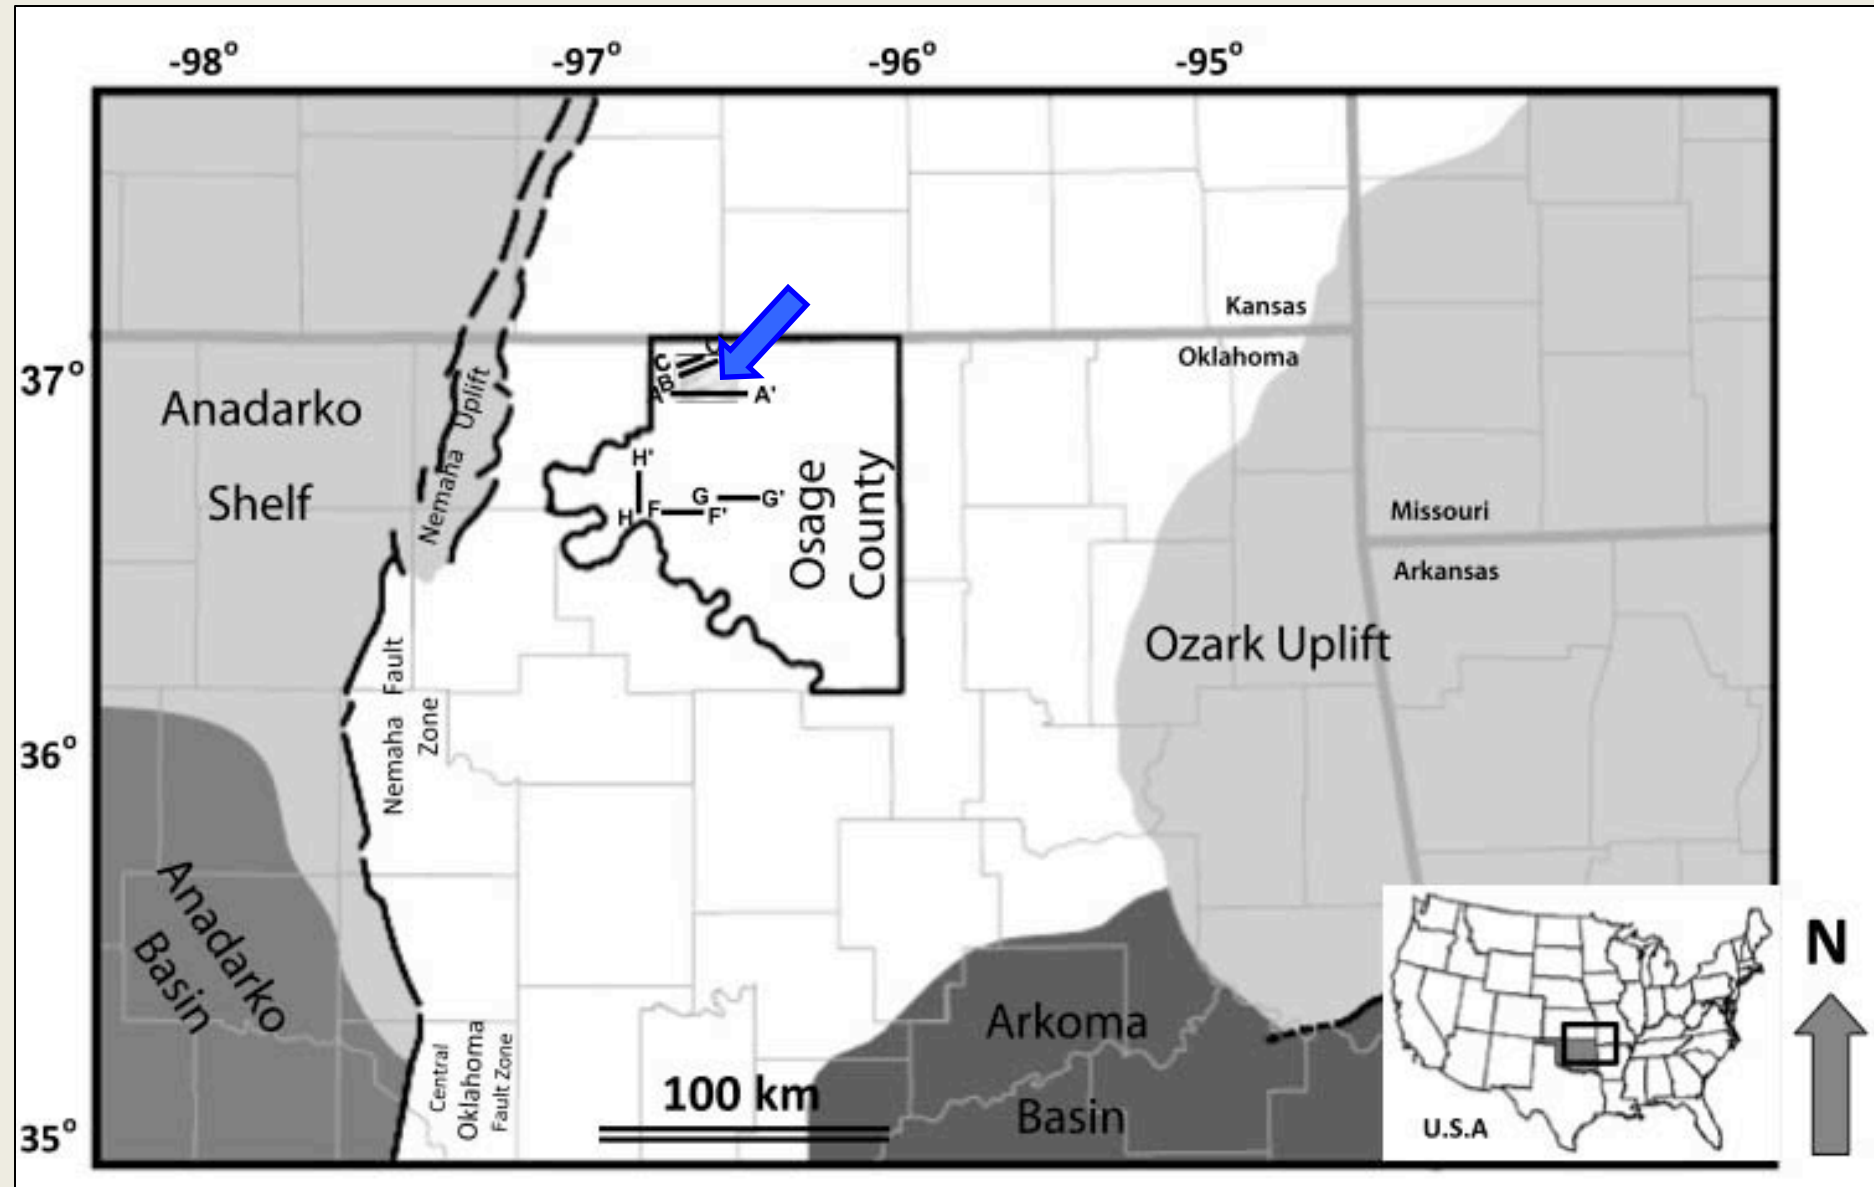 -98°
-97°
-96°
-95°
37°
36°
35°
Kansas
Oklahoma
Missouri
Arkansas
Anadarko
Shelf
Nemaha Uplift
C
B
A
A'
H'
H
F
F'
G
G'
Osage
County
Ozark Uplift
Nemaha Fault
Zone
Anadarko
Basin
Central
Oklahoma
Fault Zone
100 km
Arkoma
Basin
U.S.A
N